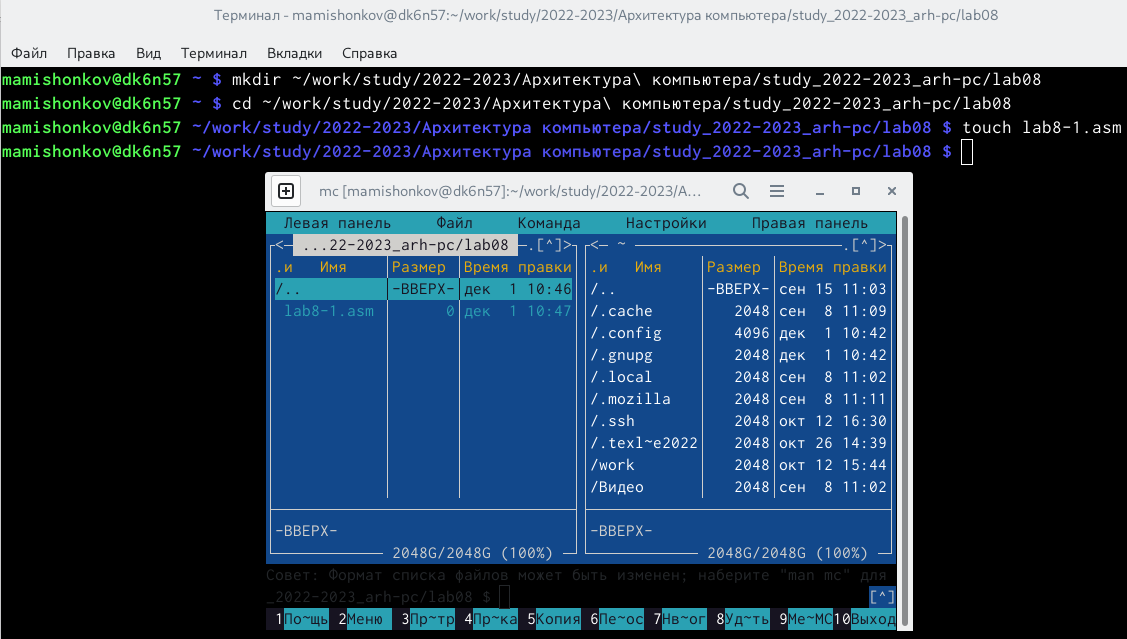 Терминал - mamishonkov@dk6n57:~/work/study/2022-2023/Архитектура компьютера/study_2022-2023_arh-pc/lab08
Файл Правка Вид Терминал Вкладки Справка
mamishonkov@dk6n57 ~ $ mkdir ~/work/study/2022-2023/Архитектура\ компьютера/study_2022-2023_arh-pc/lab08
mamishonkov@dk6n57 ~ $ cd ~/work/study/2022-2023/Архитектура\ компьютера/study_2022-2023_arh-pc/lab08
mamishonkov@dk6n57 ~/work/study/2022-2023/Архитектура компьютера/study_2022-2023_arh-pc/lab08 $ touch lab8-1.asm
mamishonkov@dk6n57 ~/work/study/2022-2023/Архитектура компьютера/study_2022-2023_arh-pc/lab08 $
mc [mamishonkov@dk6n57]:~/work/study/2022-2023/А...
Левая панель Файл Команда Настройки Правая панель
<— ...22-2023_arh-pc/lab08 —.[^]> <— ~ —.[^]>
.и Имя Размер Время правки .и Имя Размер Время правки
/.. -ВВЕРХ- дек 1 10:46 /.. -ВВЕРХ- сен 15 11:03
lab8-1.asm 0 дек 1 10:47 /.cache 2048 сен 8 11:09
/.config 4096 дек 1 10:42
/.gnupg 2048 дек 1 10:42
/.local 2048 сен 8 11:02
/.mozilla 2048 сен 8 11:11
/.ssh 2048 окт 12 16:30
/.texl~e2022 2048 окт 26 14:39
/work 2048 окт 12 15:44
/Видео 2048 сен 8 11:02
-ВВЕРХ- -ВВЕРХ-
2048G/2048G (100%) 2048G/2048G (100%)
Совет: Формат списка файлов может быть изменен; наберите "man mc" для
_2022-2023_arh-pc/lab08 $ [^]
1По~щь 2Меню 3Пр~тр 4Пр~ка 5Копия 6Пе~ос 7Нв~ог 8Уд~ть 9Ме~МС 10Выход